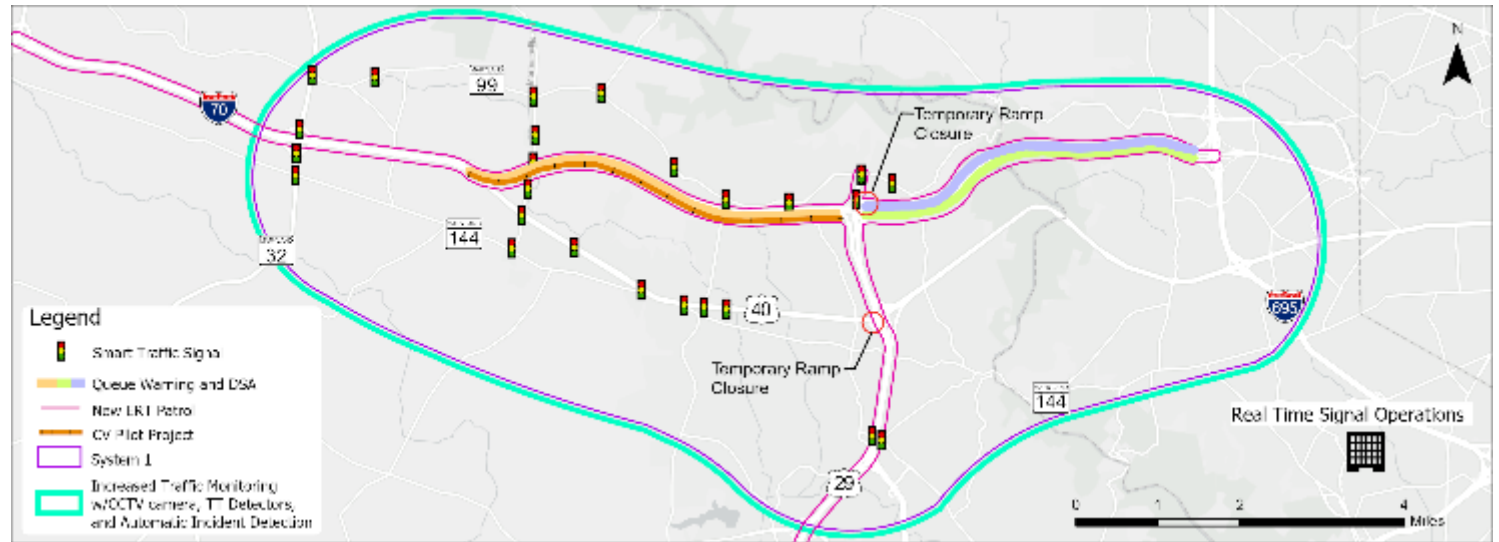 N
70
99
Temporary Ramp
Closure
144
32
40
695
Temporary Ramp
Closure
144
29
Real Time Signal Operations
0 1 2 4
Miles
Legend
Smart Traffic Signal
Queue Warning and DSA
New ERT Patrol
CV Pilot Project
System 1
Increased Traffic Monitoring
w/CCTV camera, TT Detectors,
and Automatic Incident Detection